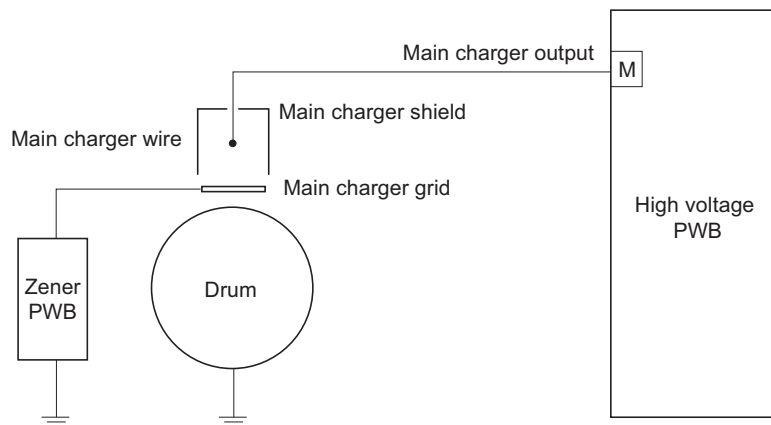 Main charger output
M
Main charger shield
Main charger wire
Main charger grid
High voltage
PWB
Zener
PWB
Drum